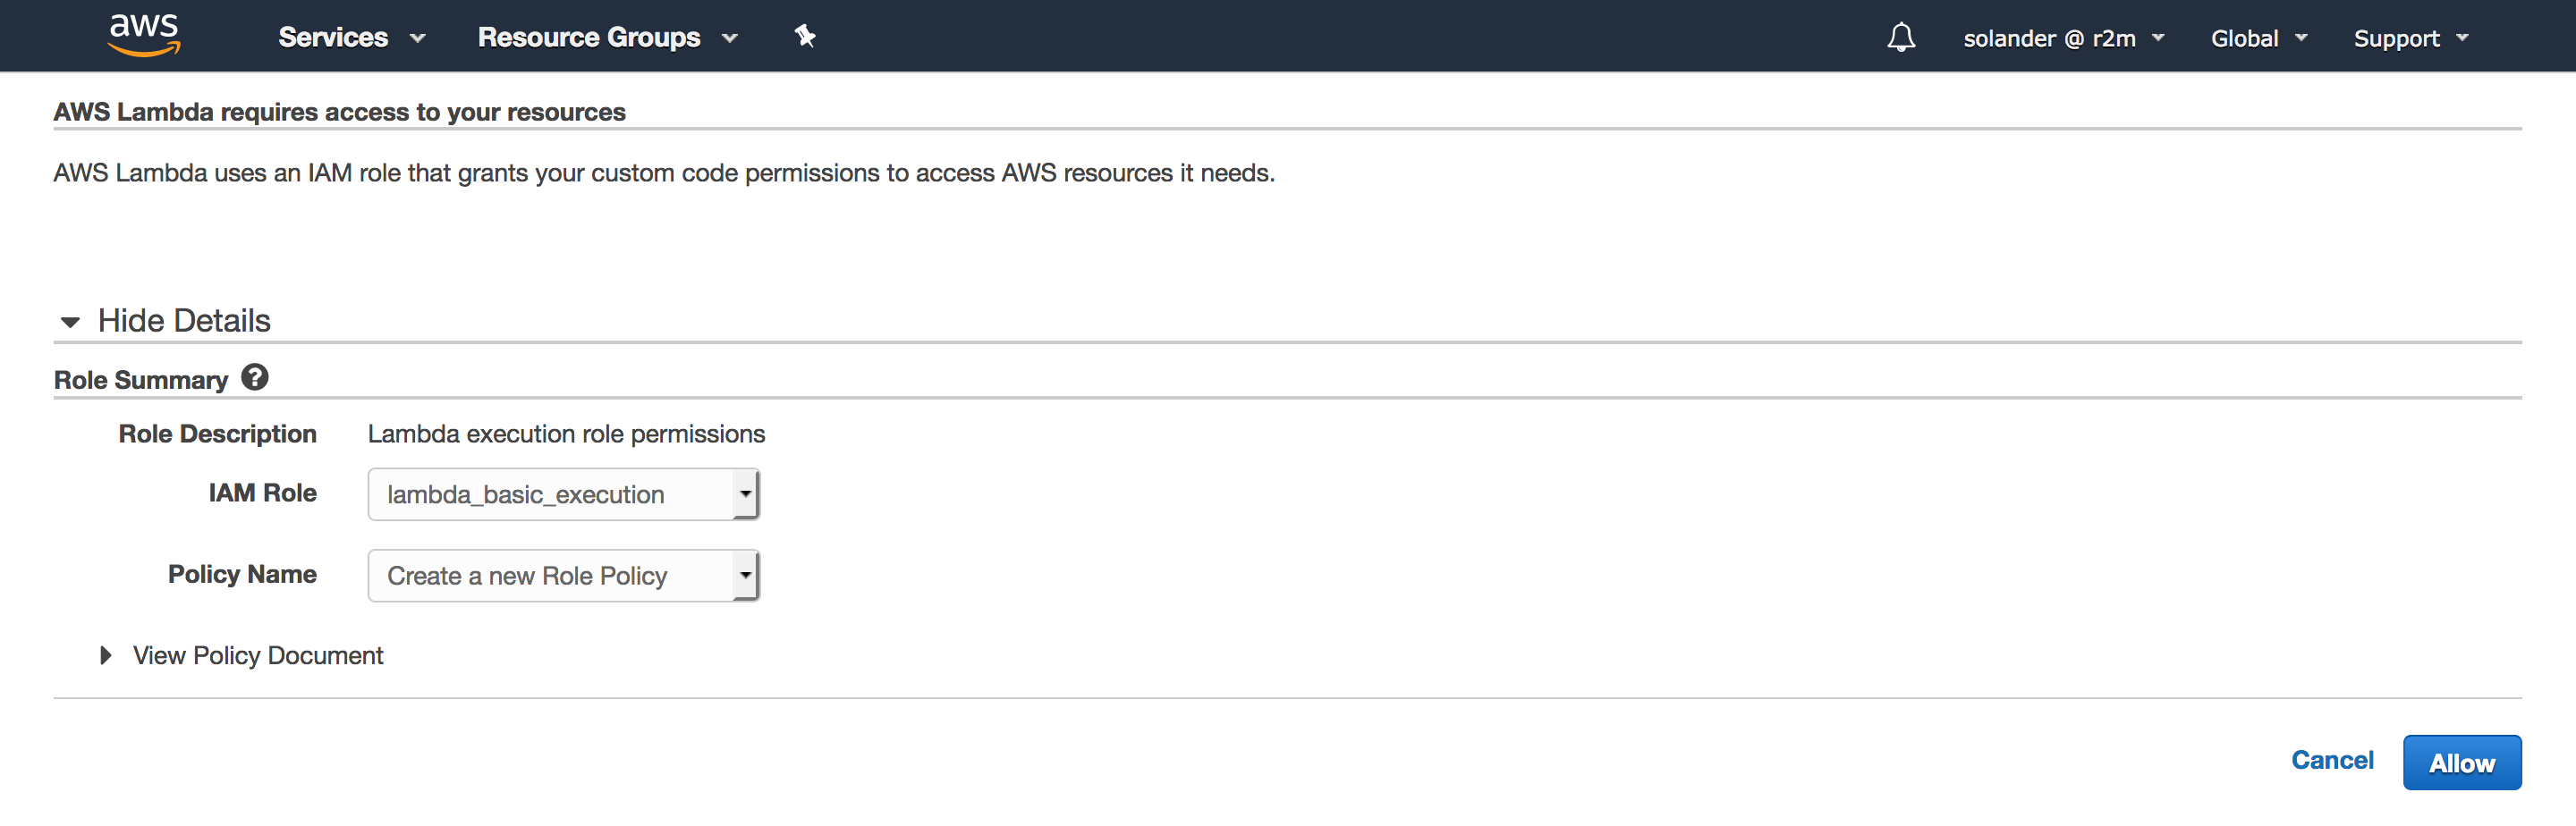 aws Services Resource Groups solander @ r2m Global Support
AWS Lambda requires access to your resources
AWS Lambda uses an IAM role that grants your custom code permissions to access AWS resources it needs.
Hide Details
Role Summary ?
Role Description Lambda execution role permissions
IAM Role lambda_basic_execution
Policy Name Create a new Role Policy
View Policy Document
Cancel Allow